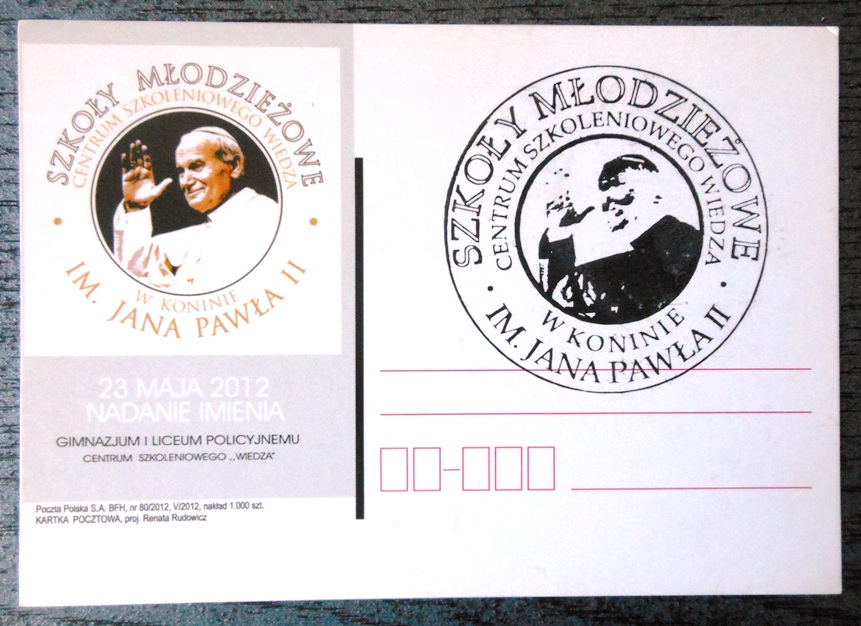 SZKOŁY MŁODZIEŻOWE
CENTRUM SZKOLENIOWEGO WIEDZA
W KONINIE
IM. JANA PAWŁA II
23 MAJA 2012
NADANIE IMIENIA
GIMNAZJUM I LICEUM POLICYJNEMU
CENTRUM SZKOLENIOWEGO ,,WIEDZA"
Poczta Polska S.A. BFH, nr 80/2012, V/2012, nakład 1.000 szt.
KARTKA POCZTOWA, proj. Renata Rudowicz
SZKOŁY MŁODZIEŻOWE
CENTRUM SZKOLENIOWEGO WIEDZA
W KONINIE
IM. JANA PAWŁA II